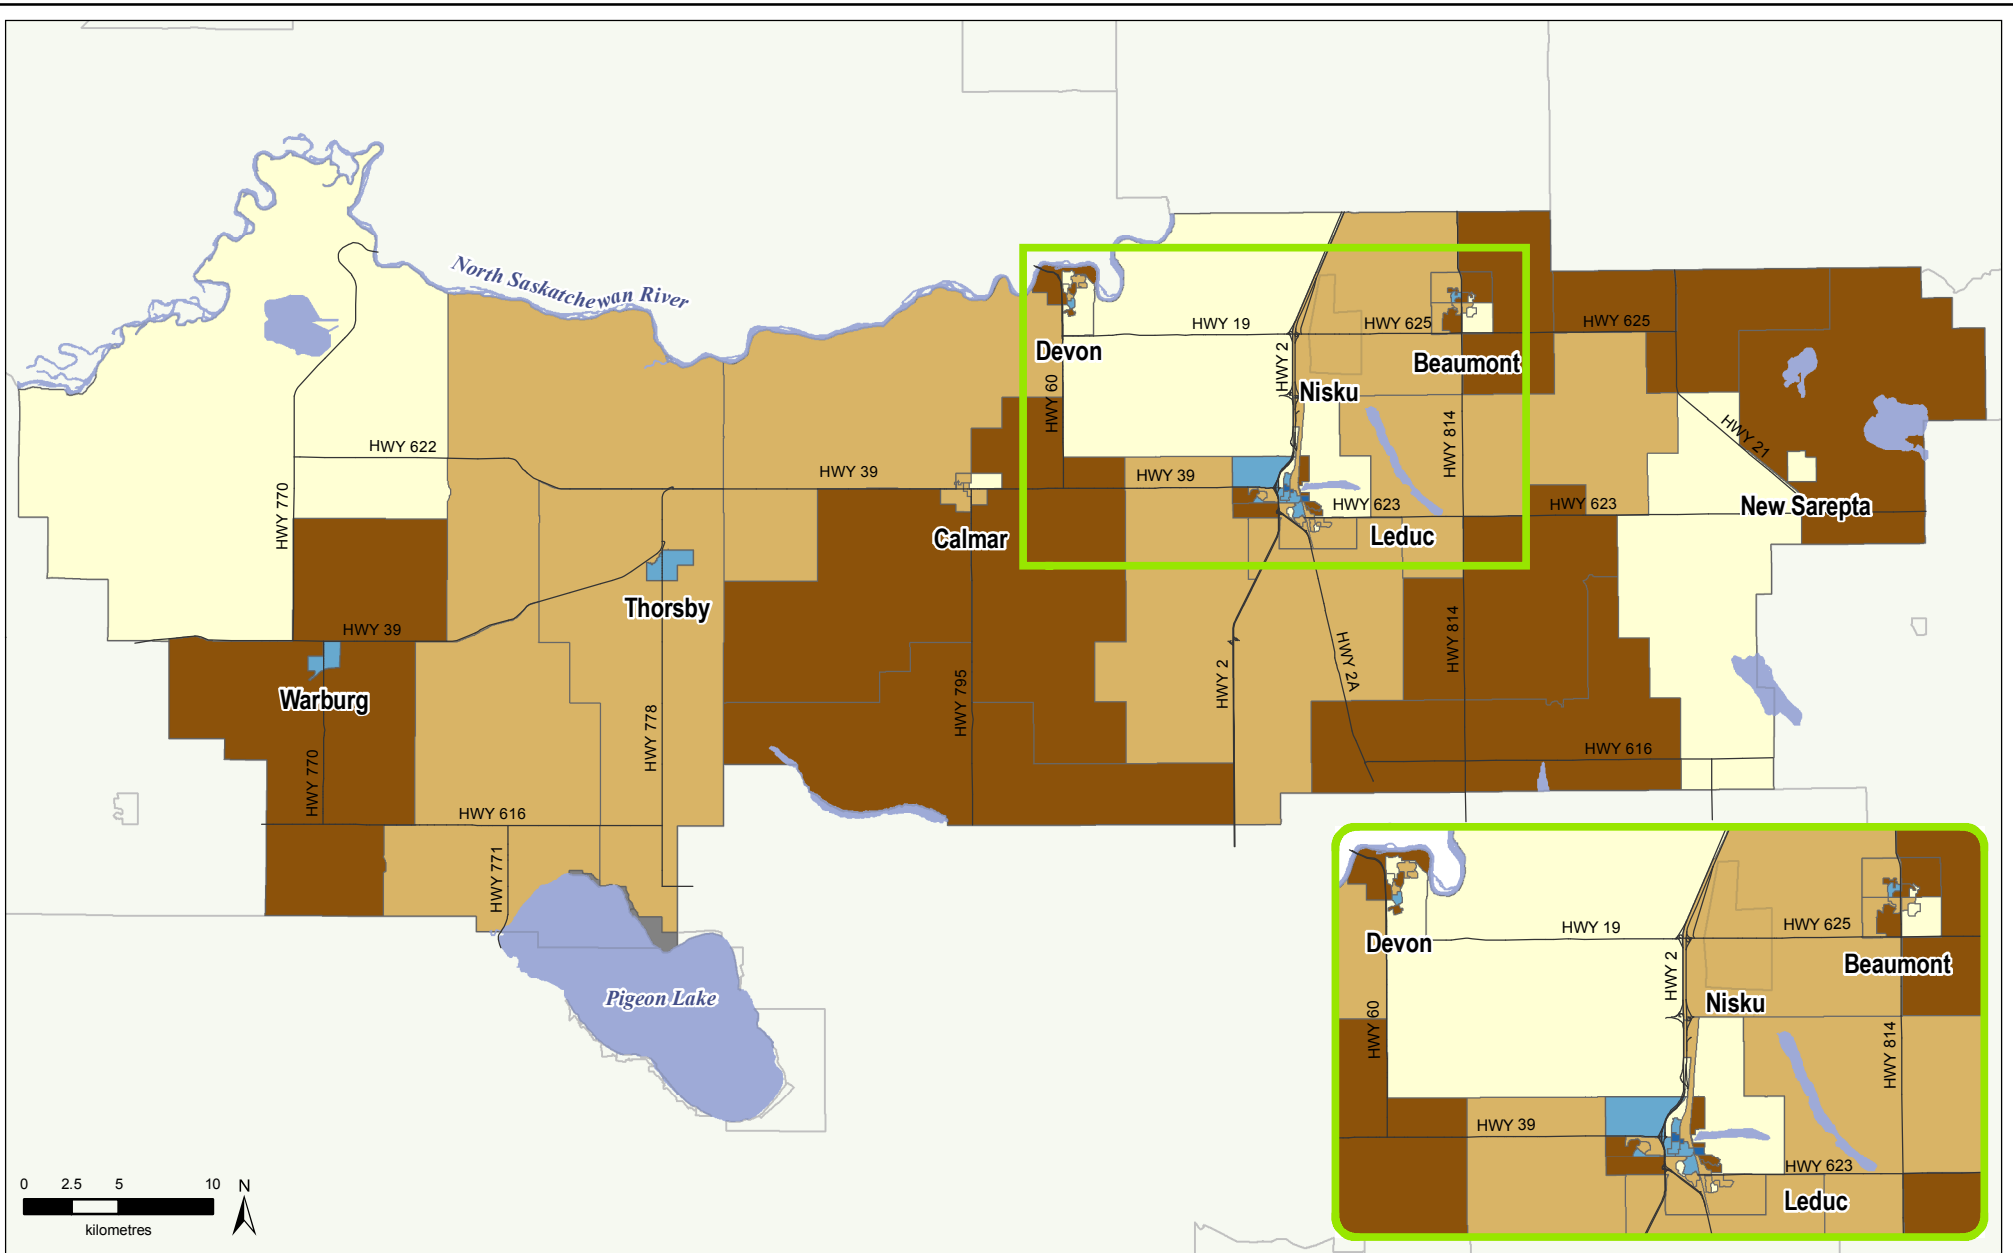 North Saskatchewan River
HWY 19
HWY 625
HWY 625
Devon
HWY 2
Beaumont
Nisku
HWY 60
HWY 622
HWY 39
HWY 39
HWY 814
HWY 21
HWY 770
HWY 623
HWY 623
New Sarepta
Calmar
Leduc
Thorsby
HWY 39
HWY 814
HWY 2A
HWY 2
Warburg
HWY 795
HWY 778
HWY 616
HWY 770
HWY 616
HWY 771
Pigeon Lake
HWY 19
HWY 625
Devon
HWY 2
Beaumont
Nisku
HWY 60
HWY 814
HWY 39
HWY 623
Leduc
0 2.5 5 10
kilometres
N